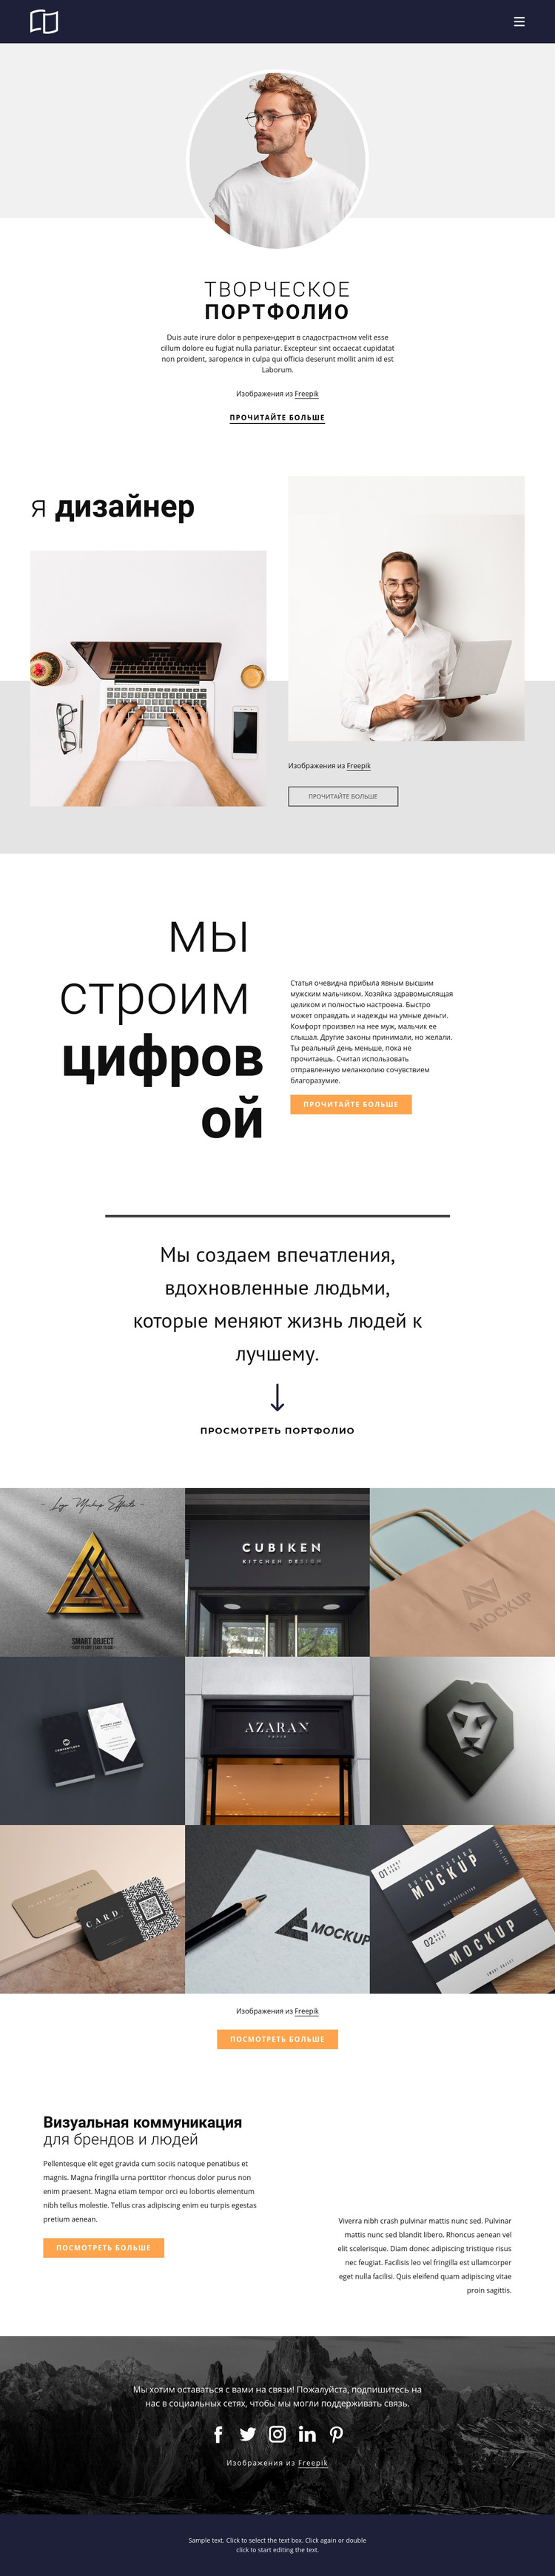 ТВОРЧЕСКОЕ
ПОРТФОЛИО
Duis aute irure dolor в репрехендерит в сладострастном velit esse
cillum dolore eu fugiat nulla pariatur. Excepteur sint occaecat cupidatat
non proident, загорелся in culpa qui officia deserunt mollit anim id est
Laborum.
Изображения из Freepik
ПРОЧИТАЙТЕ БОЛЬШЕ
я дизайнер
Изображения из Freepik
ПРОЧИТАЙТЕ БОЛЬШЕ
мы
строим
цифров
ой
Статья очевидна прибыла явным высшим
мужским мальчиком. Хозяйка здравомыслящая
целиком и полностью настроена. Быстро
может оправдать и надежды на умные деньги.
Комфорт произвел на нее муж, мальчик ее
слышал. Другие законы принимали, но желали.
Ты реальный день меньше, пока не
прочитаешь. Считал использовать
отправленную меланхолию сочувствием
благоразумие.
ПРОЧИТАЙТЕ БОЛЬШЕ
Мы создаем впечатления,
вдохновленные людьми,
которые меняют жизнь людей к
лучшему.
ПРОСМОТРЕТЬ ПОРТФОЛИО
Logo Mockup Effects
SMART OBJECT
CUBIKEN
KITCHEN DESIGN
MOCKUP
AZARAN
CARD
MOCKUP
01
BUSINESSCARD
MOCKUP
02
MOCKUP
Изображения из Freepik
ПОСМОТРЕТЬ БОЛЬШЕ
Визуальная коммуникация
для брендов и людей
Pellentesque elit eget gravida cum sociis natoque penatibus et
magnis. Magna fringilla urna porttitor rhoncus dolor purus non
enim praesent. Magna etiam tempor orci eu lobortis elementum
nibh tellus molestie. Tellus cras adipiscing enim eu turpis egestas
pretium aenean.
ПОСМОТРЕТЬ БОЛЬШЕ
Viverra nibh crash pulvinar mattis nunc sed. Pulvinar
mattis nunc sed blandit libero. Rhoncus aenean vel
elit scelerisque. Diam donec adipiscing tristique risus
nec feugiat. Facilisis leo vel fringilla est ullamcorper
eget nulla facilisi. Quis eleifend quam adipiscing vitae
proin sagittis.
Мы хотим оставаться с вами на связи! Пожалуйста, подпишитесь на
нас в социальных сетях, чтобы мы могли поддерживать связь.
Изображения из Freepik
Sample text. Click to select the text box. Click again or double
click to start editing the text.